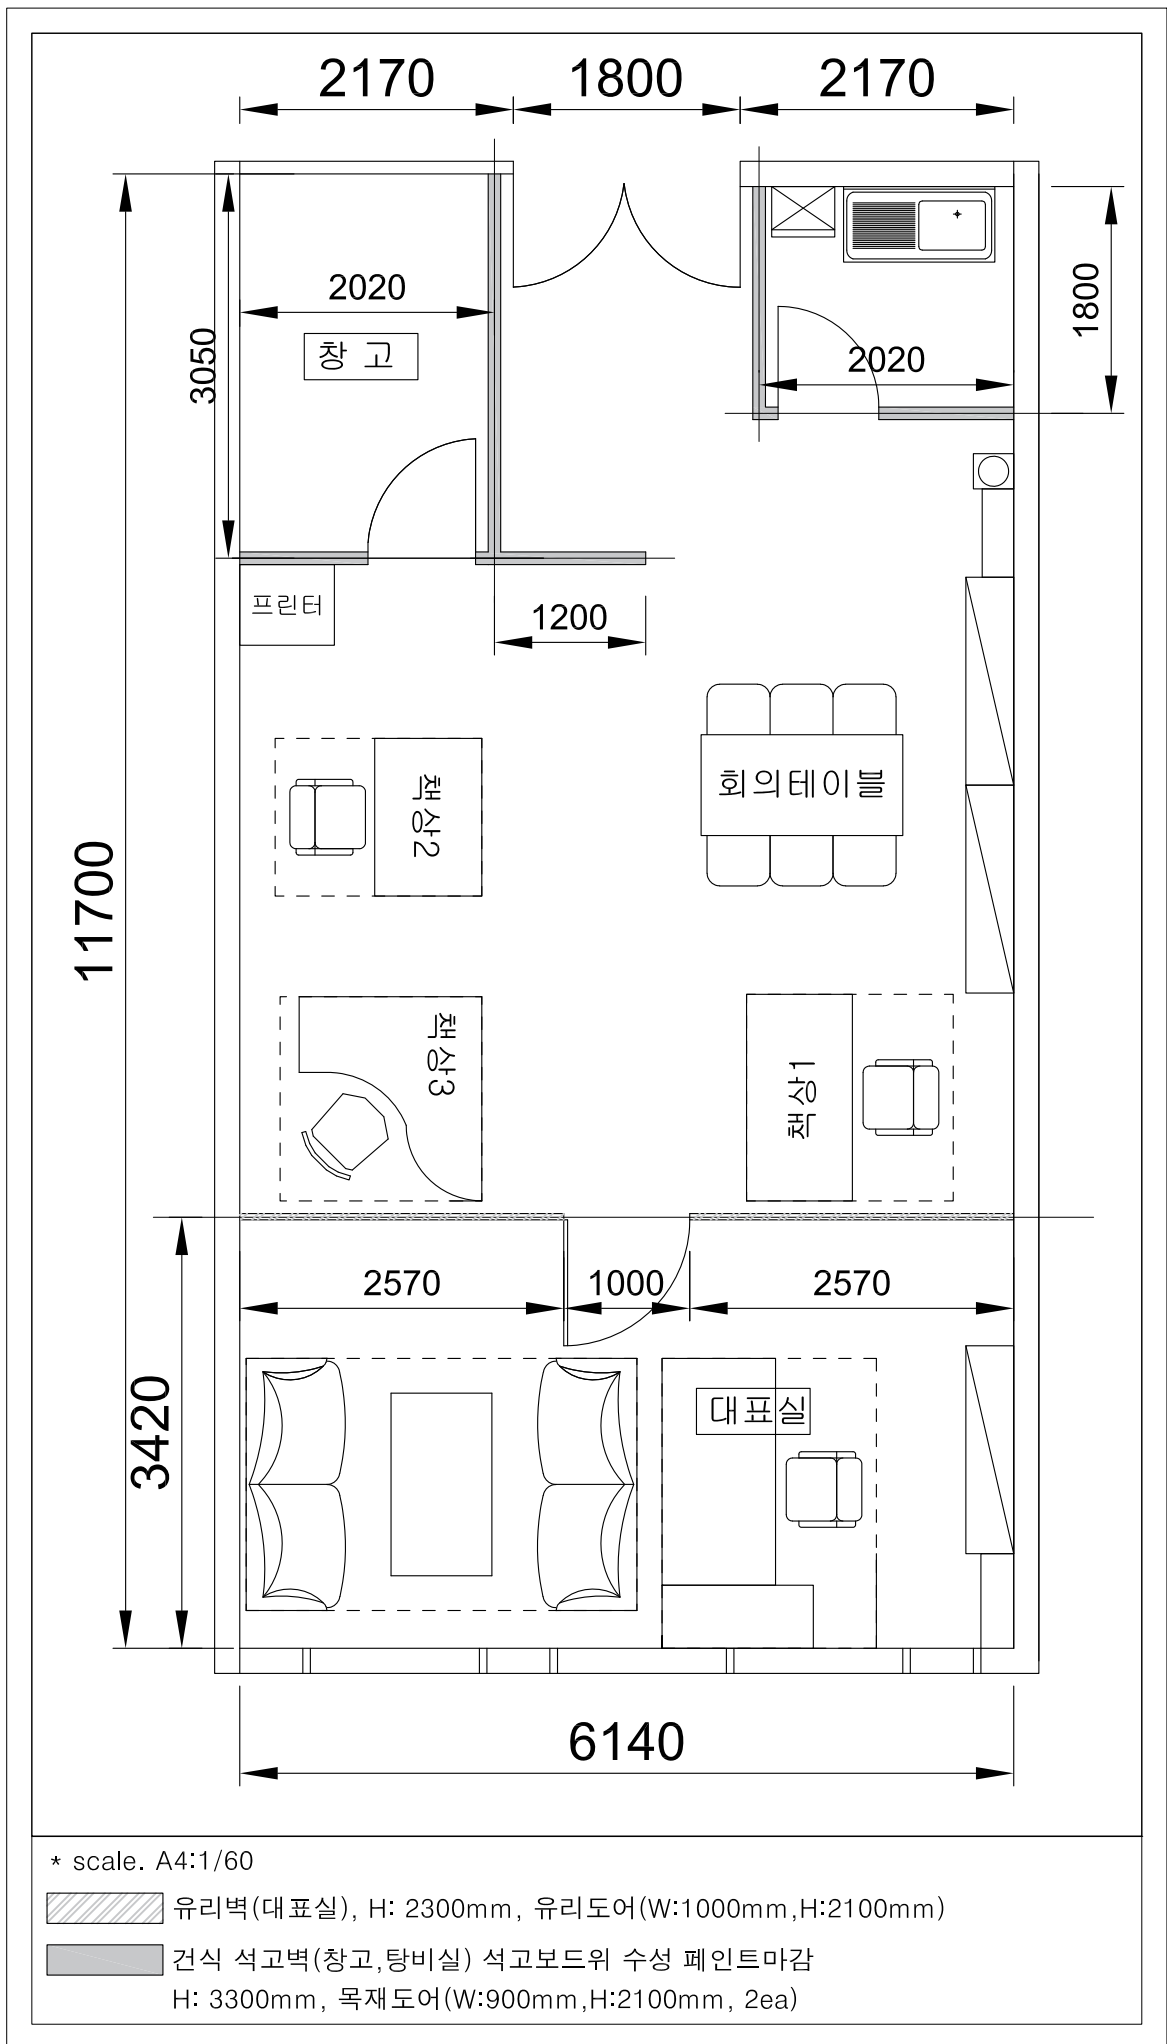 2170
1800
2170
2020
창 고
3050
1800
2020
프린터
1200
책상2
회의테이블
11700
책상3
책상1
2570
1000
2570
3420
대표실
6140
* scale. A4:1/60
유리벽(대표실), H: 2300mm, 유리도어(W:1000mm,H:2100mm)
건식 석고벽(창고,탕비실) 석고보드위 수성 페인트마감
H: 3300mm, 목재도어(W:900mm,H:2100mm, 2ea)